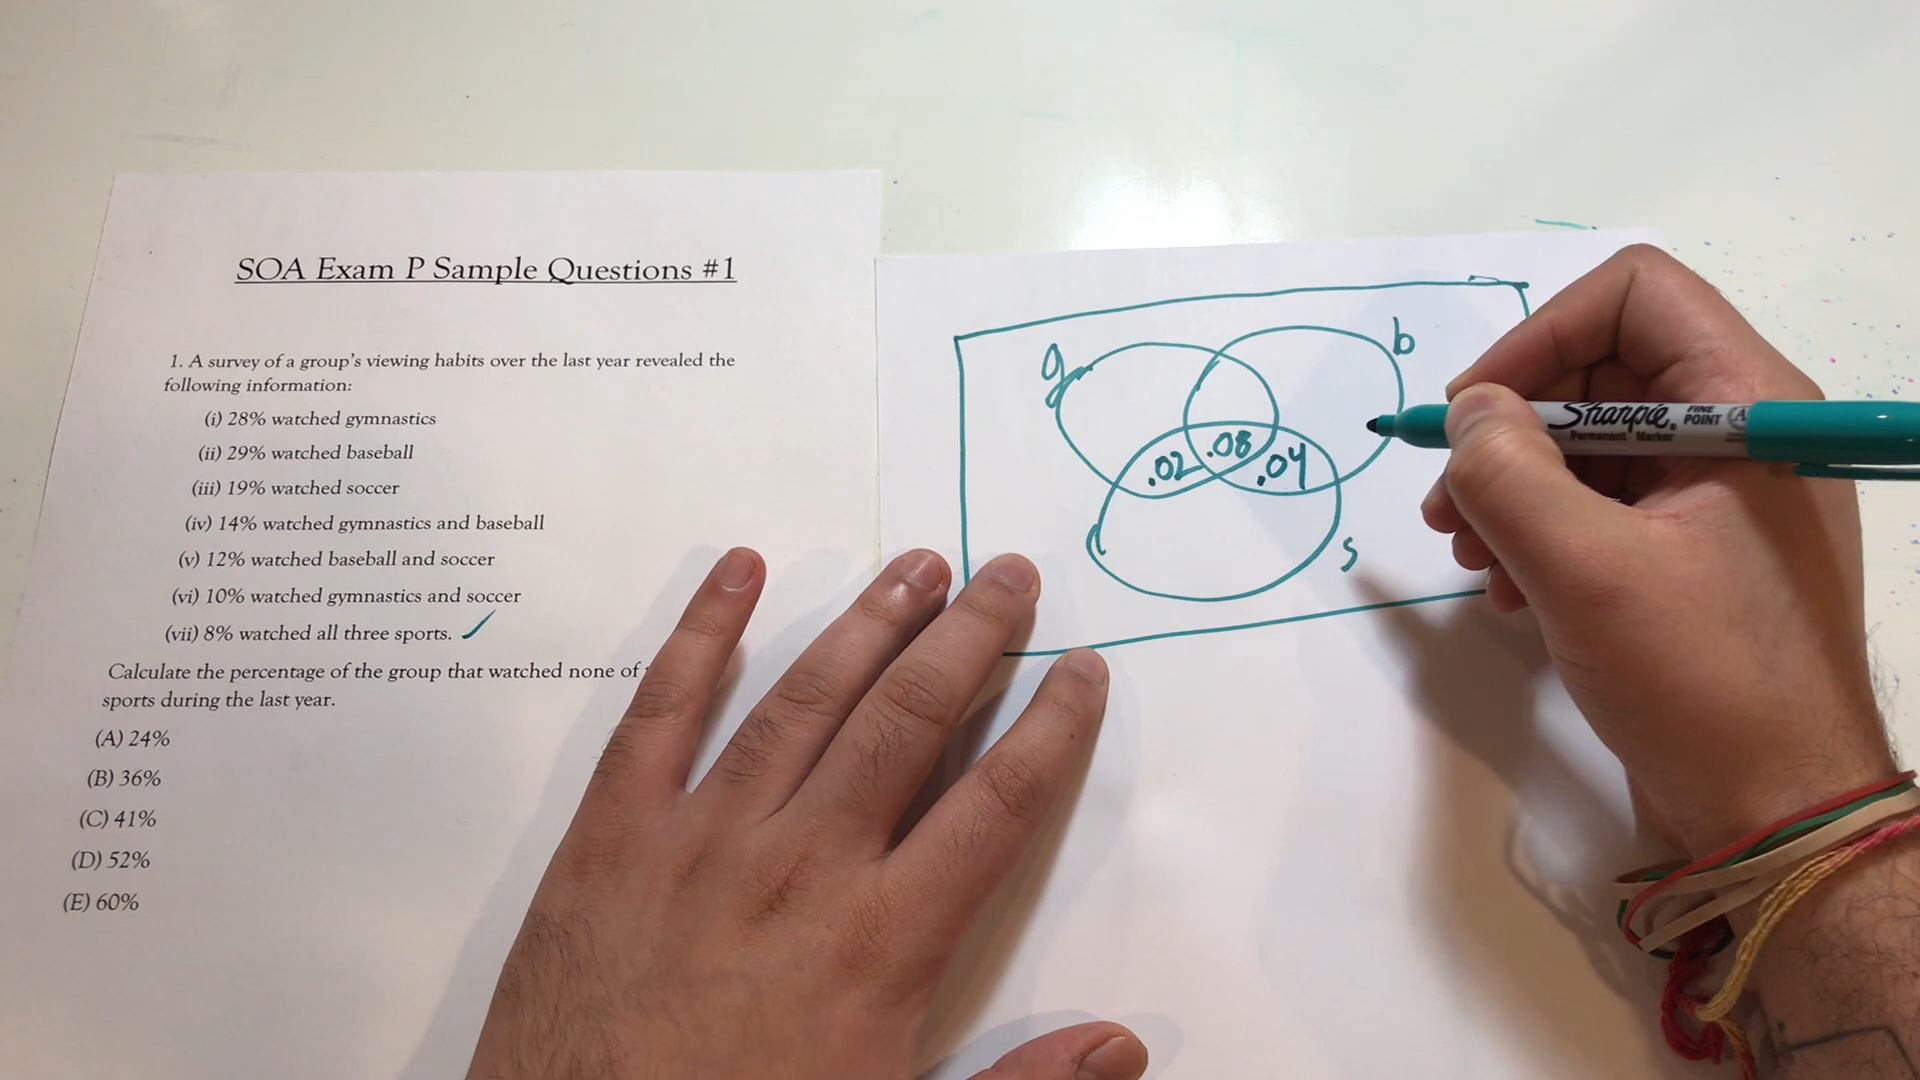 SOA Exam P Sample Questions #1
1. A survey of a group's viewing habits over the last year revealed the
following information:
(i) 28% watched gymnastics
(ii) 29% watched baseball
(iii) 19% watched soccer
(iv) 14% watched gymnastics and baseball
(v) 12% watched baseball and soccer
(vi) 10% watched gymnastics and soccer
(vii) 8% watched all three sports.
Calculate the percentage of the group that watched none of
sports during the last year.
(A) 24%
(B) 36%
(C) 41%
(D) 52%
(E) 60%
g
b
.08
.02
.04
s
Sharpie.
Permanent Marker
FINE
POINT